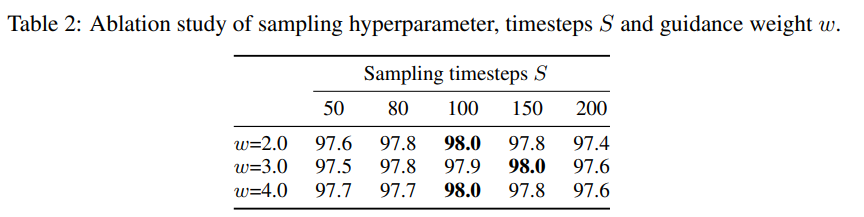 Table 2: Ablation study of sampling hyperparameter, timesteps S and guidance weight w.
Sampling timesteps S
50 80 100 150 200
w=2.0 97.6 97.8 98.0 97.8 97.4
w=3.0 97.5 97.8 97.9 98.0 97.6
w=4.0 97.7 97.7 98.0 97.8 97.6